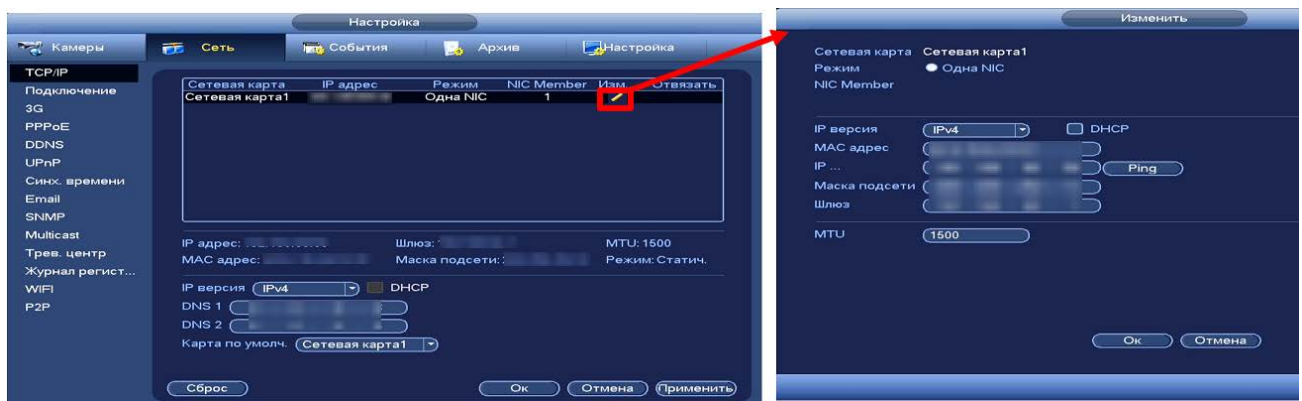 Настройка
Камеры Сеть События Архив Настройка
TCP/IP
Подключение
3G
PPPoE
DDNS
UPnP
Синх. времени
Email
SNMP
Multicast
Трев. центр
Журнал регист...
WIFI
P2P
Сетевая карта IP адрес Режим NIC Member Изм. Отвязать
Сетевая карта1 Одна NIC 1
IP адрес: Шлюз: MTU: 1500
MAC адрес: Маска подсети: Режим: Статич.
IP версия IPv4 DHCP
DNS 1
DNS 2
Карта по умолч. Сетевая карта1
Сброс Ок Отмена Применить
Изменить
Сетевая карта Сетевая карта1
Режим Одна NIC
NIC Member
IP версия IPv4 DHCP
MAC адрес
IP ... Ping
Маска подсети
Шлюз
MTU 1500
Ок Отмена